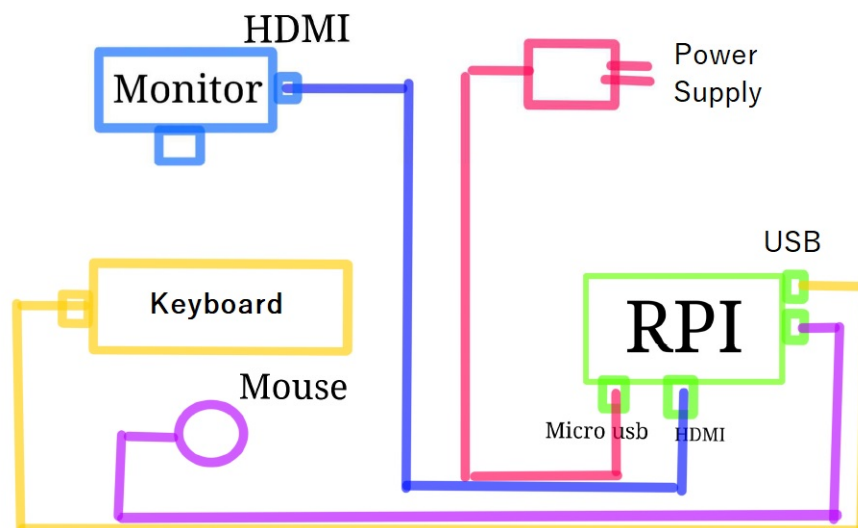 HDMI
Monitor
Power
Supply
USB
Keyboard
RPI
Mouse
Micro usb
HDMI